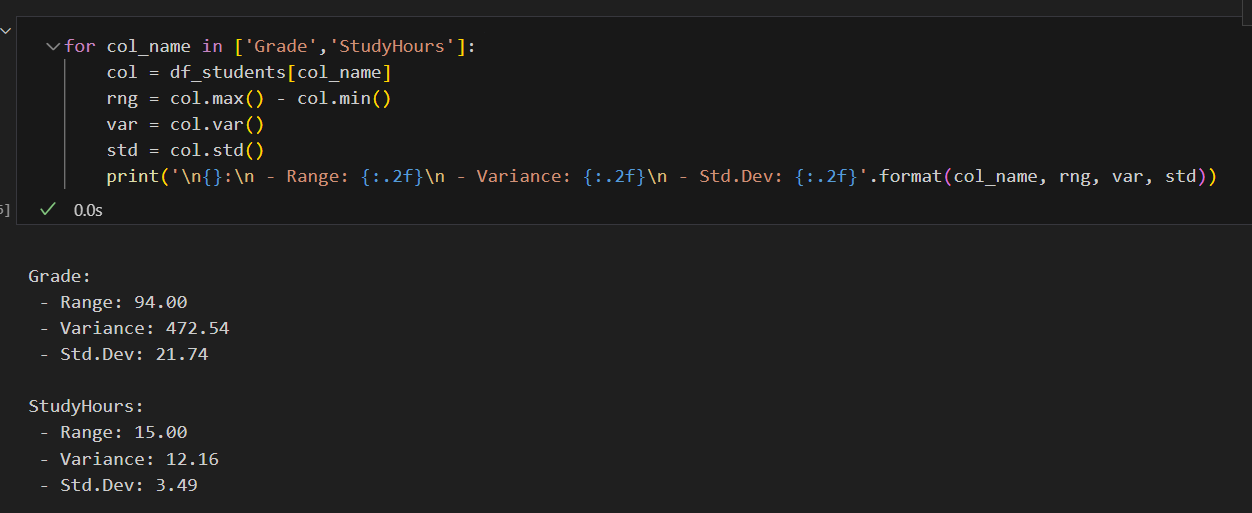 for col_name in ['Grade','StudyHours']:
    col = df_students[col_name]
    rng = col.max() - col.min()
    var = col.var()
    std = col.std()
    print('\n{}:\n - Range: {:.2f}\n - Variance: {:.2f}\n - Std.Dev: {:.2f}'.format(col_name, rng, var, std))
0.0s
Grade:
 - Range: 94.00
 - Variance: 472.54
 - Std.Dev: 21.74
StudyHours:
 - Range: 15.00
 - Variance: 12.16
 - Std.Dev: 3.49